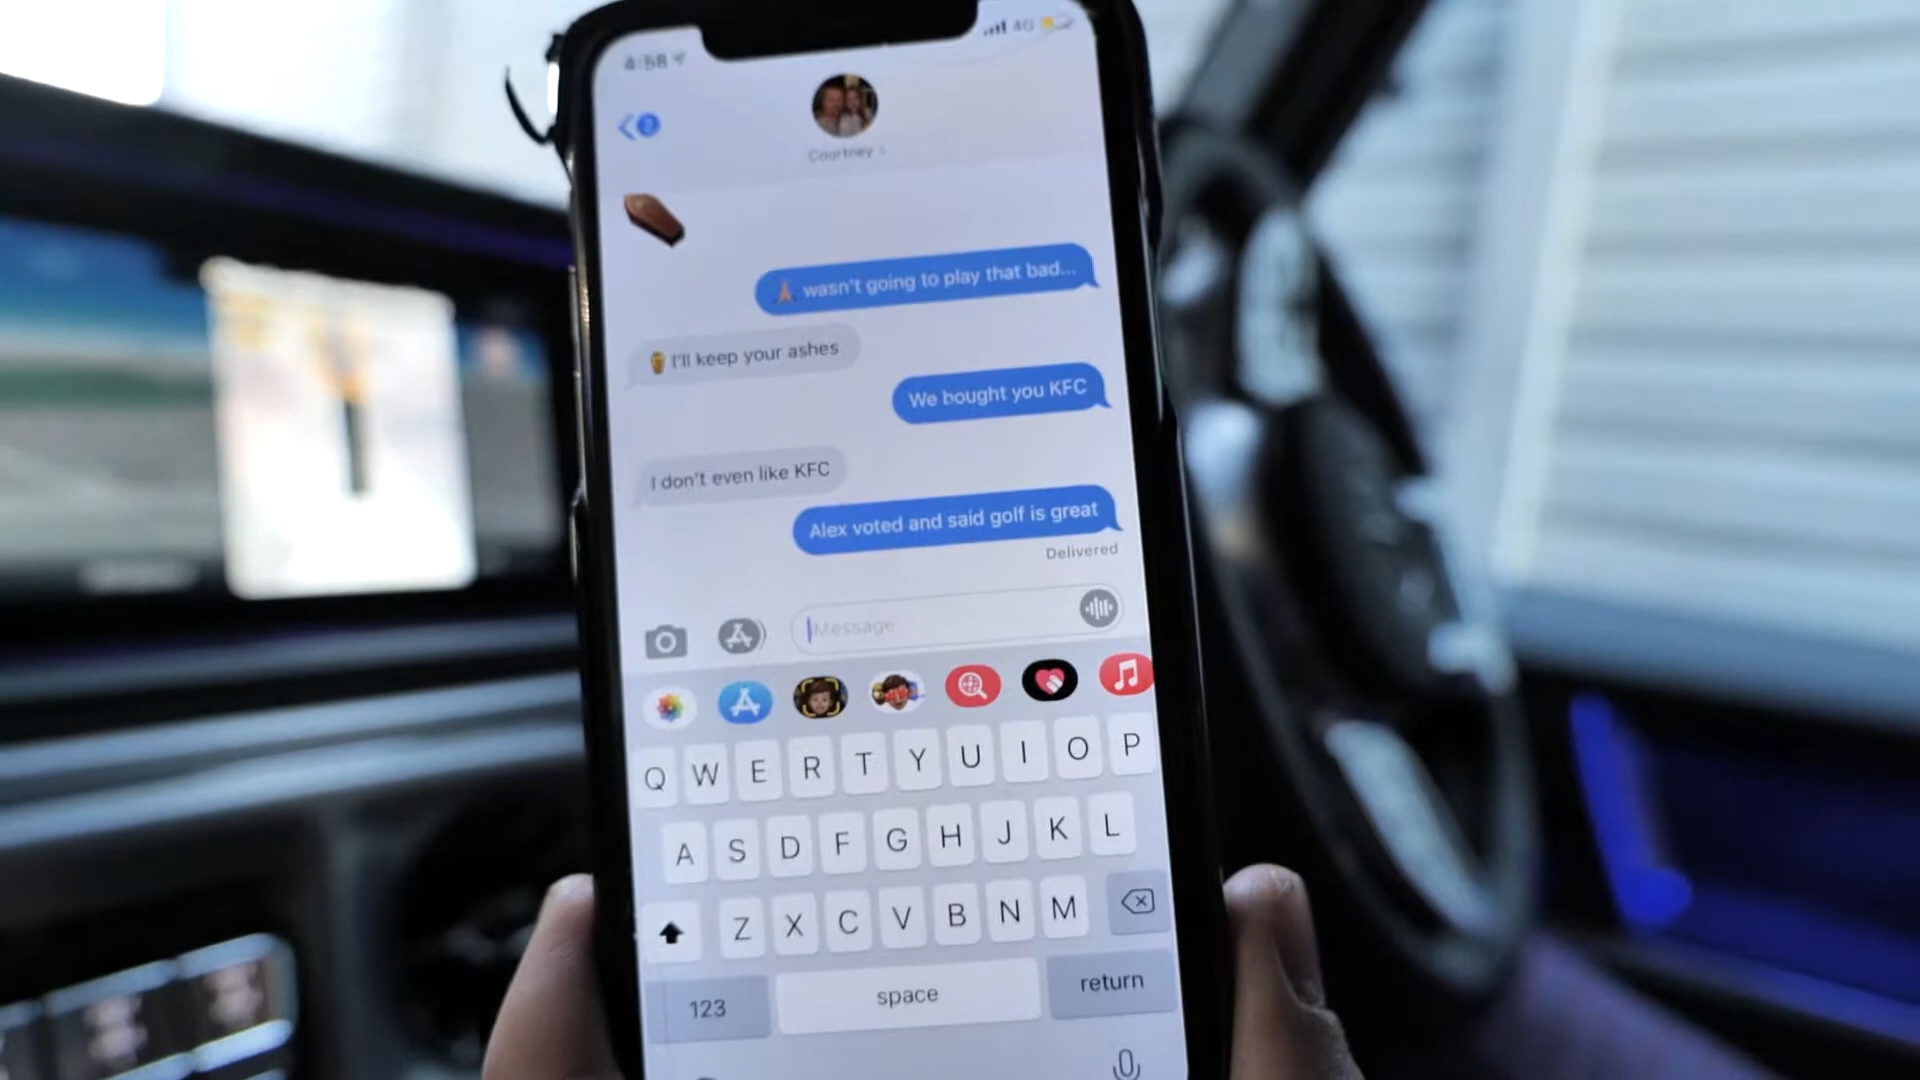 4:58
4G
2
Courtney
🙏 wasn't going to play that bad...
⚱️ I'll keep your ashes
We bought you KFC
I don't even like KFC
Alex voted and said golf is great
Delivered
Message
Q W E R T Y U I O P
A S D F G H J K L
Z X C V B N M
123 space return